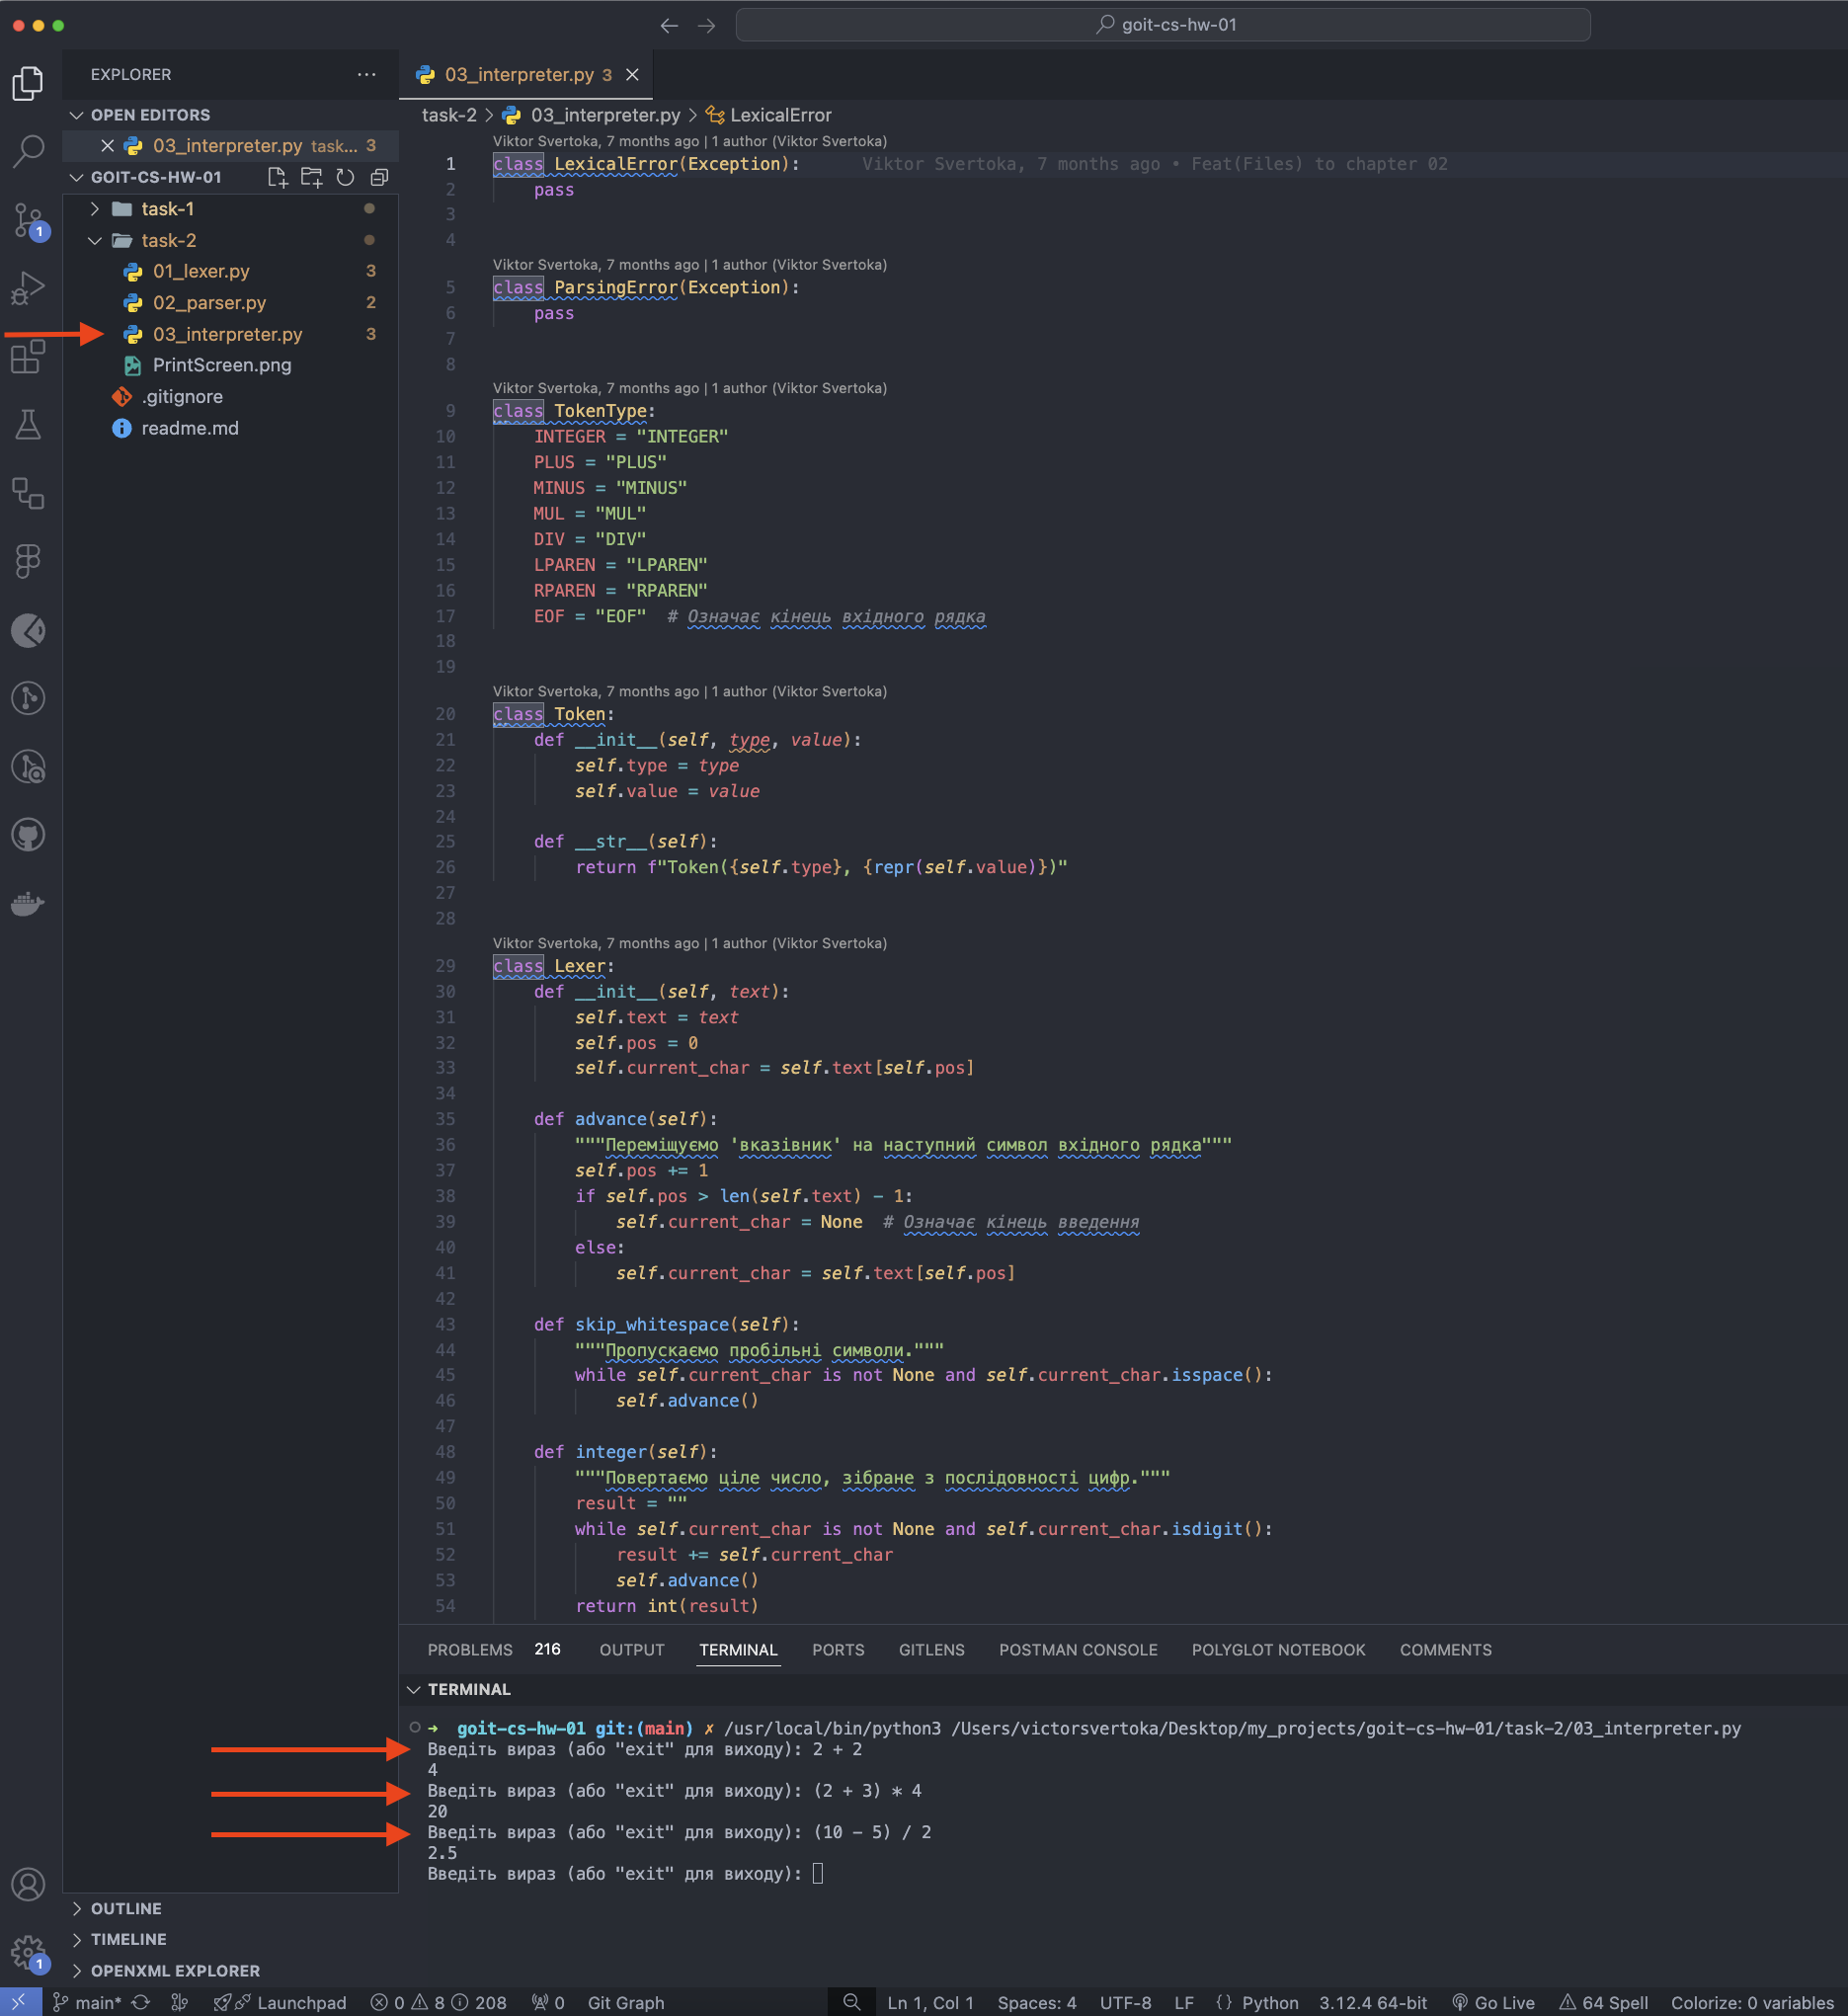 goit-cs-hw-01
EXPLORER
OPEN EDITORS
03_interpreter.py task... 3
GOIT-CS-HW-01
task-1
task-2
01_lexer.py 3
02_parser.py 2
03_interpreter.py 3
PrintScreen.png
.gitignore
readme.md
1
OUTLINE
TIMELINE
OPENXML EXPLORER
1
03_interpreter.py 3
task-2 > 03_interpreter.py > LexicalError
Viktor Svertoka, 7 months ago | 1 author (Viktor Svertoka)
1 class LexicalError(Exception): Viktor Svertoka, 7 months ago • Feat(Files) to chapter 02
2 pass
3
4
Viktor Svertoka, 7 months ago | 1 author (Viktor Svertoka)
5 class ParsingError(Exception):
6 pass
7
8
Viktor Svertoka, 7 months ago | 1 author (Viktor Svertoka)
9 class TokenType:
10 INTEGER = "INTEGER"
11 PLUS = "PLUS"
12 MINUS = "MINUS"
13 MUL = "MUL"
14 DIV = "DIV"
15 LPAREN = "LPAREN"
16 RPAREN = "RPAREN"
17 EOF = "EOF" # Означає кінець вхідного рядка
18
19
Viktor Svertoka, 7 months ago | 1 author (Viktor Svertoka)
20 class Token:
21 def __init__(self, type, value):
22 self.type = type
23 self.value = value
24
25 def __str__(self):
26 return f"Token({self.type}, {repr(self.value)})"
27
28
Viktor Svertoka, 7 months ago | 1 author (Viktor Svertoka)
29 class Lexer:
30 def __init__(self, text):
31 self.text = text
32 self.pos = 0
33 self.current_char = self.text[self.pos]
34
35 def advance(self):
36 """Переміщуємо 'вказівник' на наступний символ вхідного рядка"""
37 self.pos += 1
38 if self.pos > len(self.text) - 1:
39 self.current_char = None # Означає кінець введення
40 else:
41 self.current_char = self.text[self.pos]
42
43 def skip_whitespace(self):
44 """Пропускаємо пробільні символи."""
45 while self.current_char is not None and self.current_char.isspace():
46 self.advance()
47
48 def integer(self):
49 """Повертаємо ціле число, зібране з послідовності цифр."""
50 result = ""
51 while self.current_char is not None and self.current_char.isdigit():
52 result += self.current_char
53 self.advance()
54 return int(result)
PROBLEMS 216 OUTPUT TERMINAL PORTS GITLENS POSTMAN CONSOLE POLYGLOT NOTEBOOK COMMENTS
TERMINAL
➜ goit-cs-hw-01 git:(main) ✗ /usr/local/bin/python3 /Users/victorsvertoka/Desktop/my_projects/goit-cs-hw-01/task-2/03_interpreter.py
Введіть вираз (або "exit" для виходу): 2 + 2
4
Введіть вираз (або "exit" для виходу): (2 + 3) * 4
20
Введіть вираз (або "exit" для виходу): (10 - 5) / 2
2.5
Введіть вираз (або "exit" для виходу):
main* Launchpad 0 8 208 0 Git Graph Ln 1, Col 1 Spaces: 4 UTF-8 LF {} Python 3.12.4 64-bit Go Live 64 Spell Colorize: 0 variables